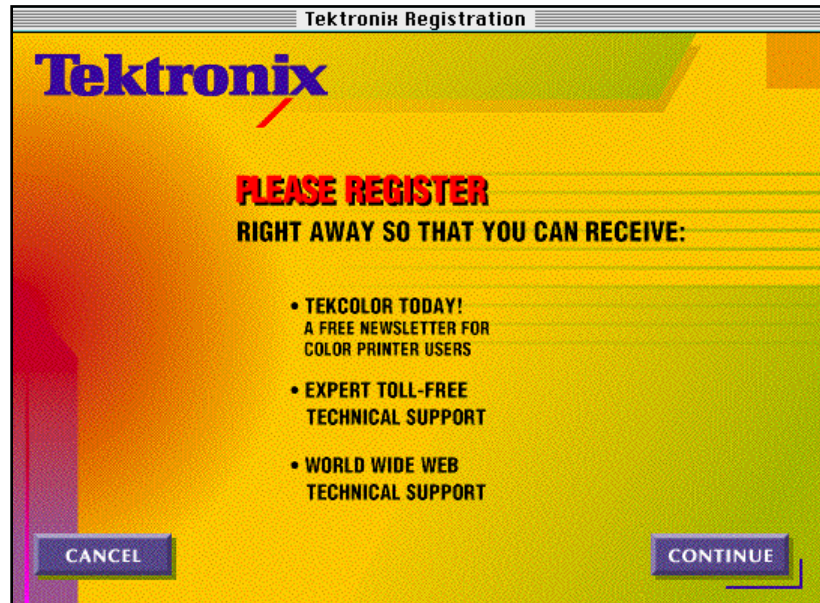 Tektronix Registration
Tektronix
PLEASE REGISTER
RIGHT AWAY SO THAT YOU CAN RECEIVE:
• TEKCOLOR TODAY!
A FREE NEWSLETTER FOR
COLOR PRINTER USERS
• EXPERT TOLL-FREE
TECHNICAL SUPPORT
• WORLD WIDE WEB
TECHNICAL SUPPORT
CANCEL
CONTINUE